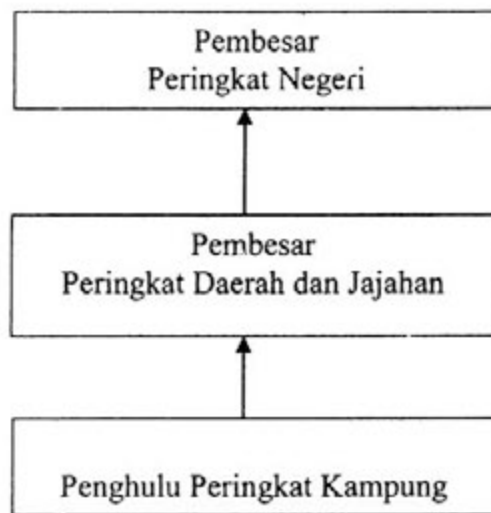 Pembesar
Peringkat Negeri
Pembesar
Peringkat Daerah dan Jajahan
Penghulu Peringkat Kampung